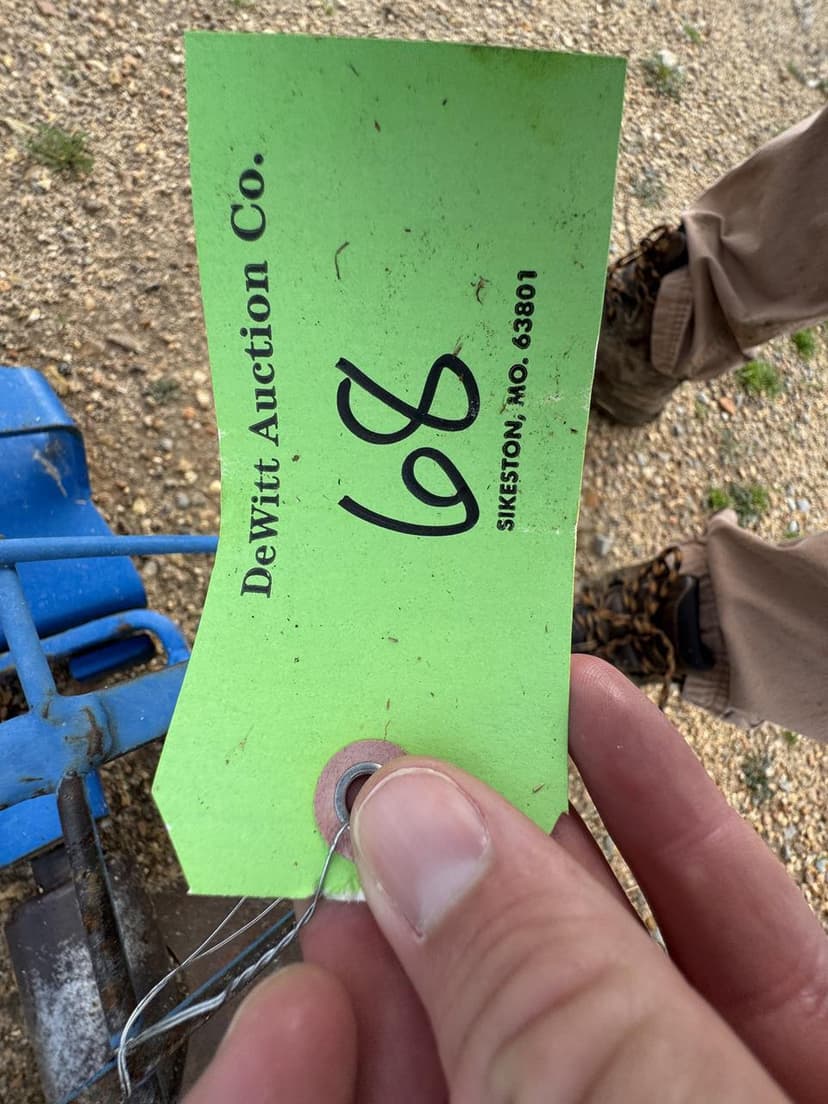 DeWitt Auction Co.
68
SIKESTON, MO. 63801